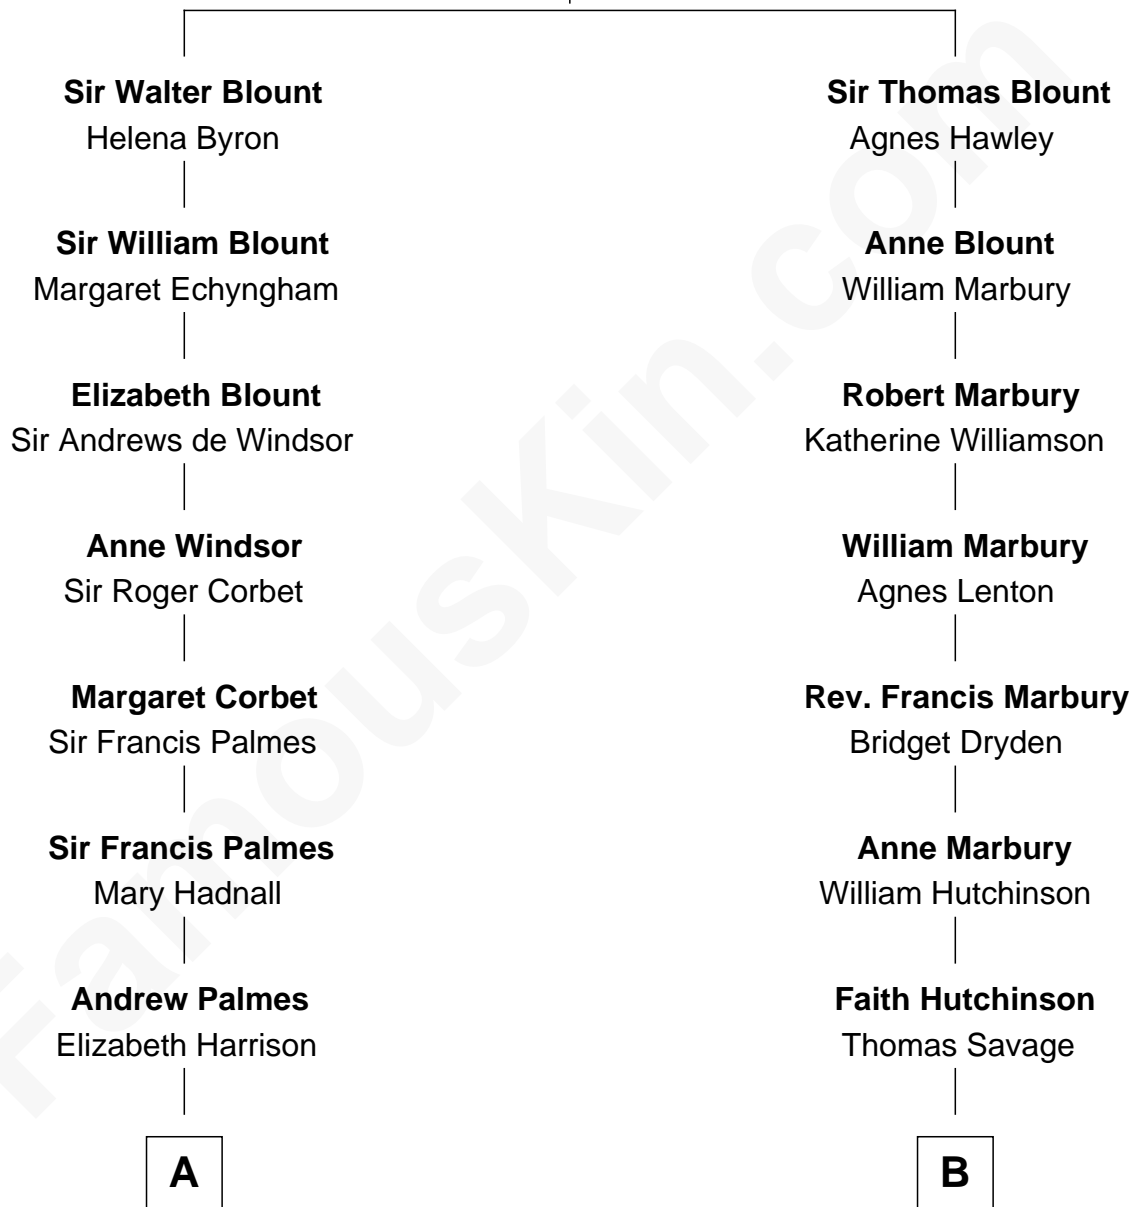 Sir Walter Blount
Helena Byron
Sir William Blount
Margaret Echyngham
Elizabeth Blount
Sir Andrews de Windsor
Anne Windsor
Sir Roger Corbet
Margaret Corbet
Sir Francis Palmes
Sir Francis Palmes
Mary Hadnall
Andrew Palmes
Elizabeth Harrison
A
Sir Thomas Blount
Agnes Hawley
Anne Blount
William Marbury
Robert Marbury
Katherine Williamson
William Marbury
Agnes Lenton
Rev. Francis Marbury
Bridget Dryden
Anne Marbury
William Hutchinson
Faith Hutchinson
Thomas Savage
B
FamousKin.com